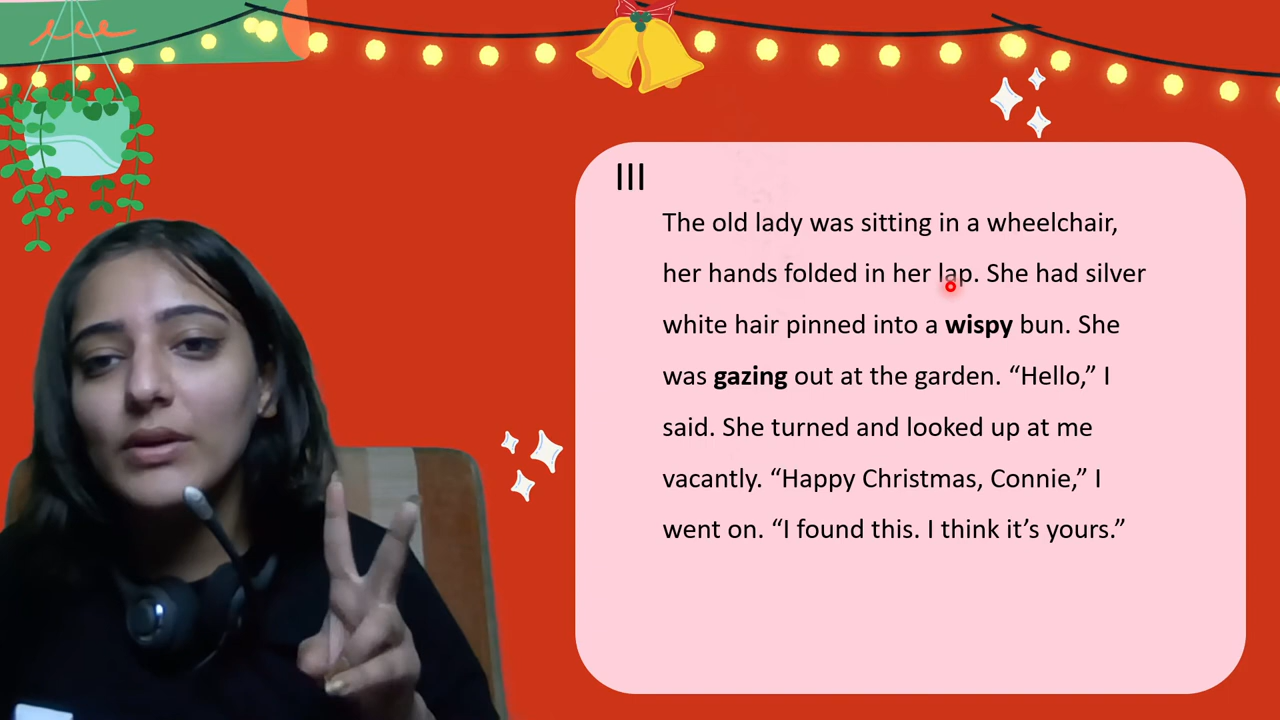 III
The old lady was sitting in a wheelchair,
her hands folded in her lap. She had silver
white hair pinned into a wispy bun. She
was gazing out at the garden. “Hello,” I
said. She turned and looked up at me
vacantly. “Happy Christmas, Connie,” I
went on. “I found this. I think it’s yours.”